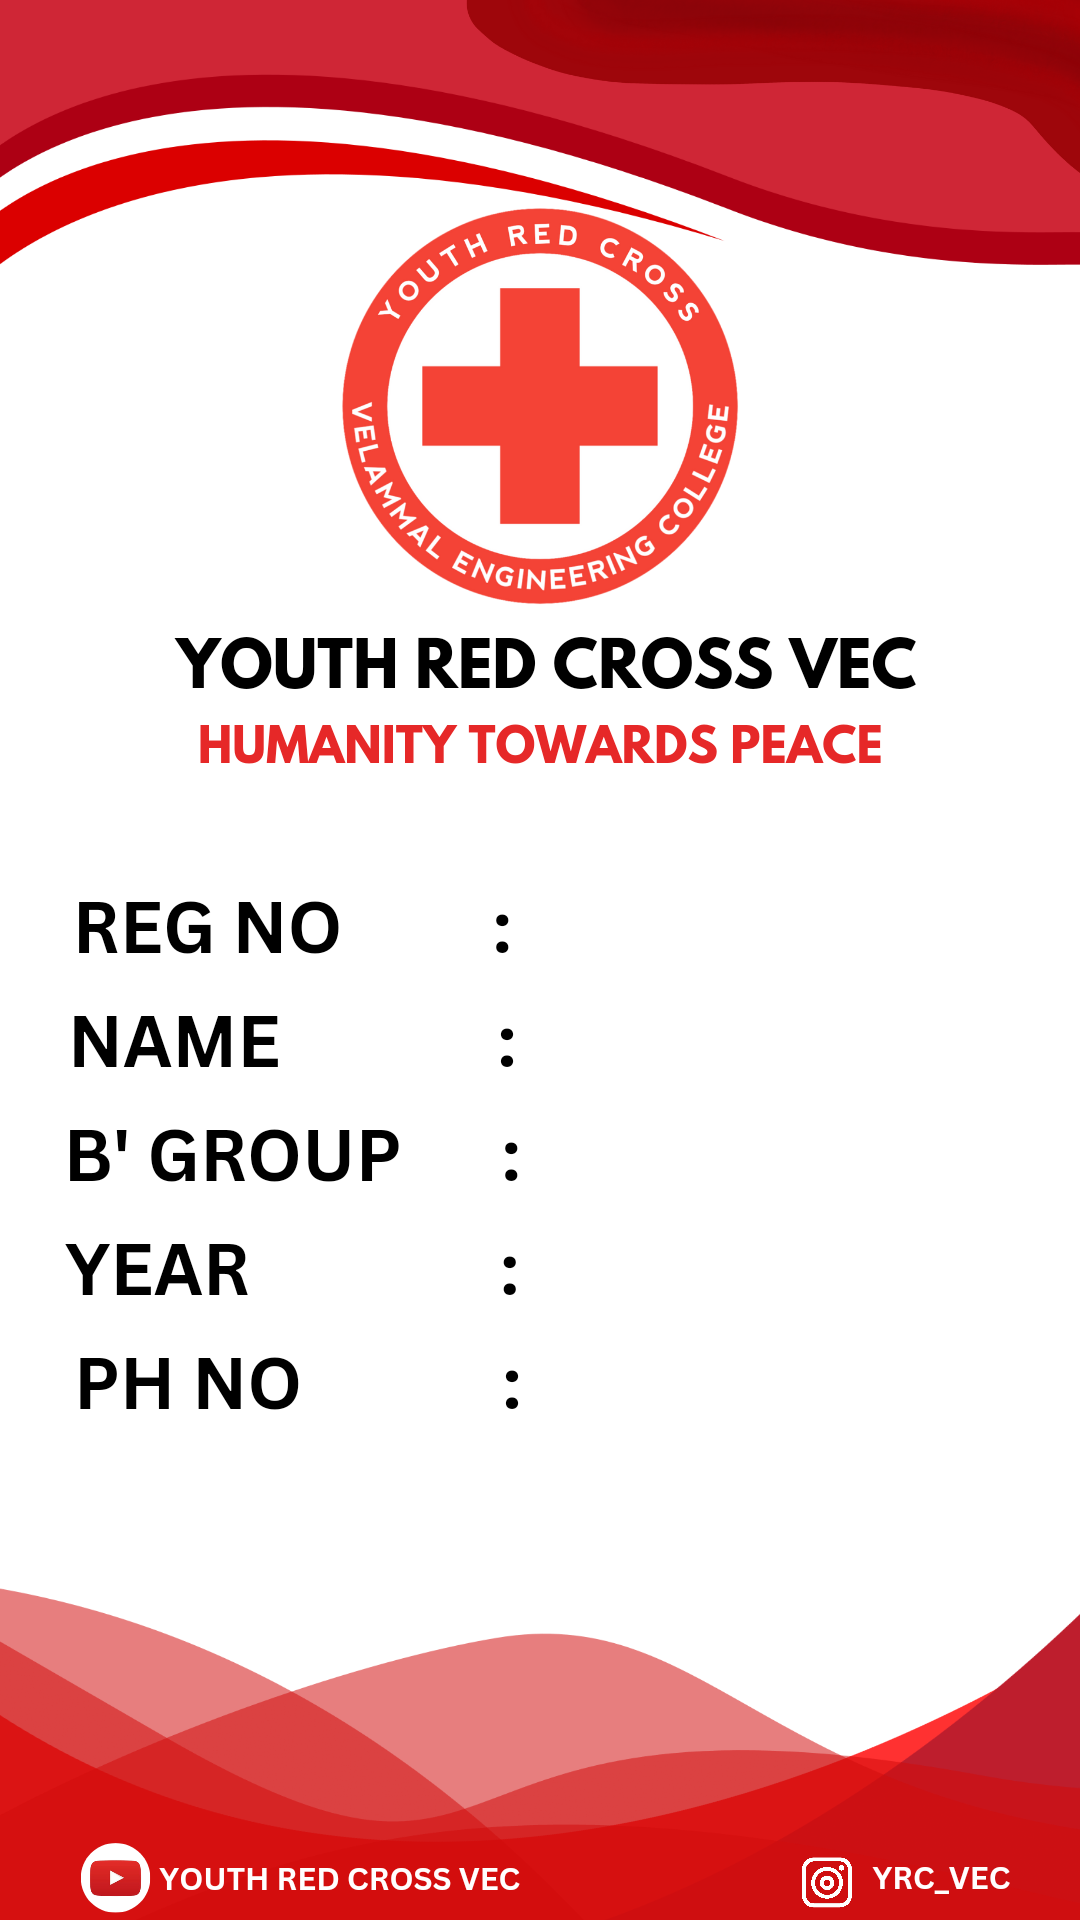 YOUTH RED CROSS
VELAMMAL ENGINEERING COLLEGE
YOUTH RED CROSS VEC
HUMANITY TOWARDS PEACE
REG NO :
NAME :
B' GROUP :
YEAR :
PH NO :
YOUTH RED CROSS VEC YRC_VEC